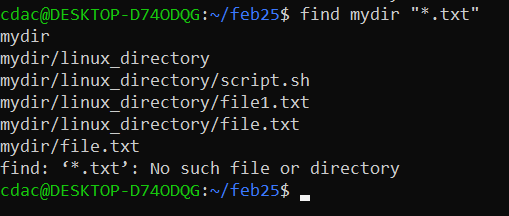 cdac@DESKTOP-D74ODQG:~/feb25$ find mydir "*.txt"
mydir
mydir/linux_directory
mydir/linux_directory/script.sh
mydir/linux_directory/file1.txt
mydir/linux_directory/file.txt
mydir/file.txt
find: ‘*.txt’: No such file or directory
cdac@DESKTOP-D74ODQG:~/feb25$